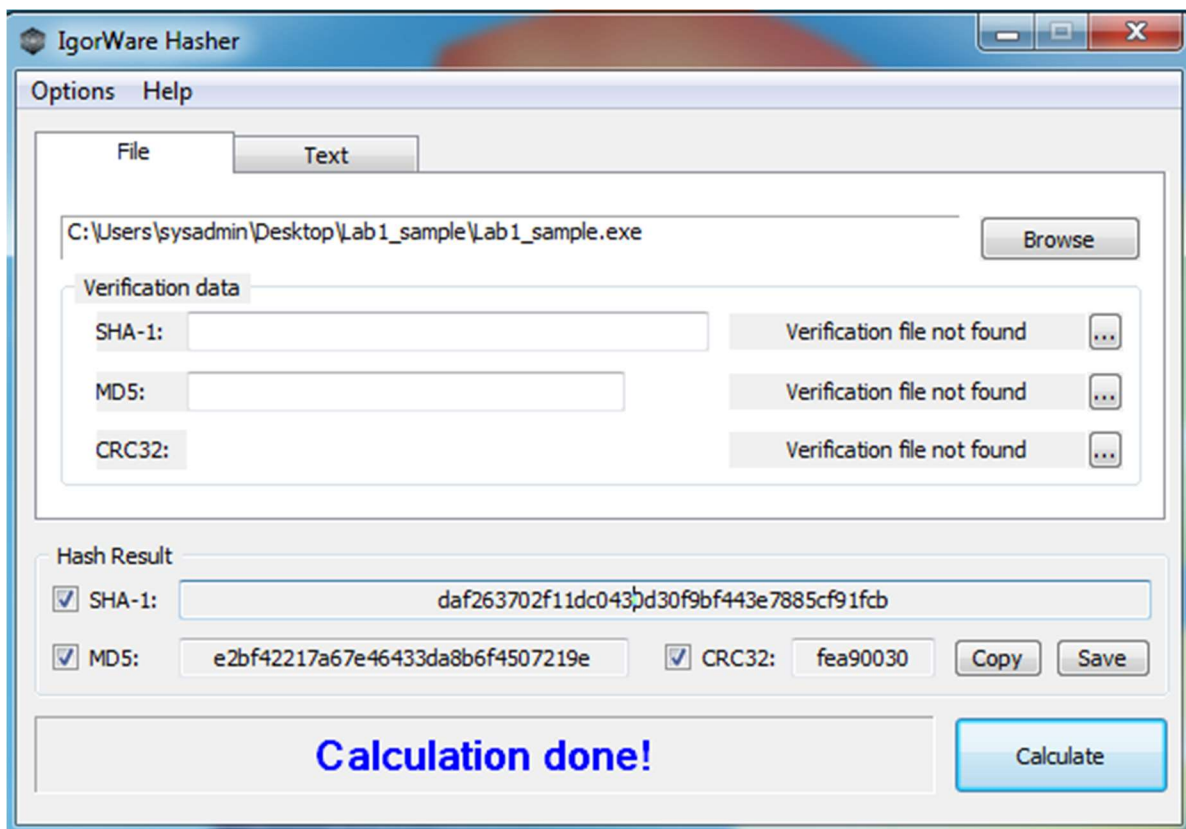 IgorWare Hasher
Options Help
File Text
C:\Users\sysadmin\Desktop\Lab1_sample\Lab1_sample.exe
Browse
Verification data
SHA-1: Verification file not found ...
MD5: Verification file not found ...
CRC32: Verification file not found ...
Hash Result
SHA-1: daf263702f11dc0430d30f9bf443e7885cf91fcb
MD5: e2bf42217a67e46433da8b6f4507219e CRC32: fea90030 Copy Save
Calculation done! Calculate